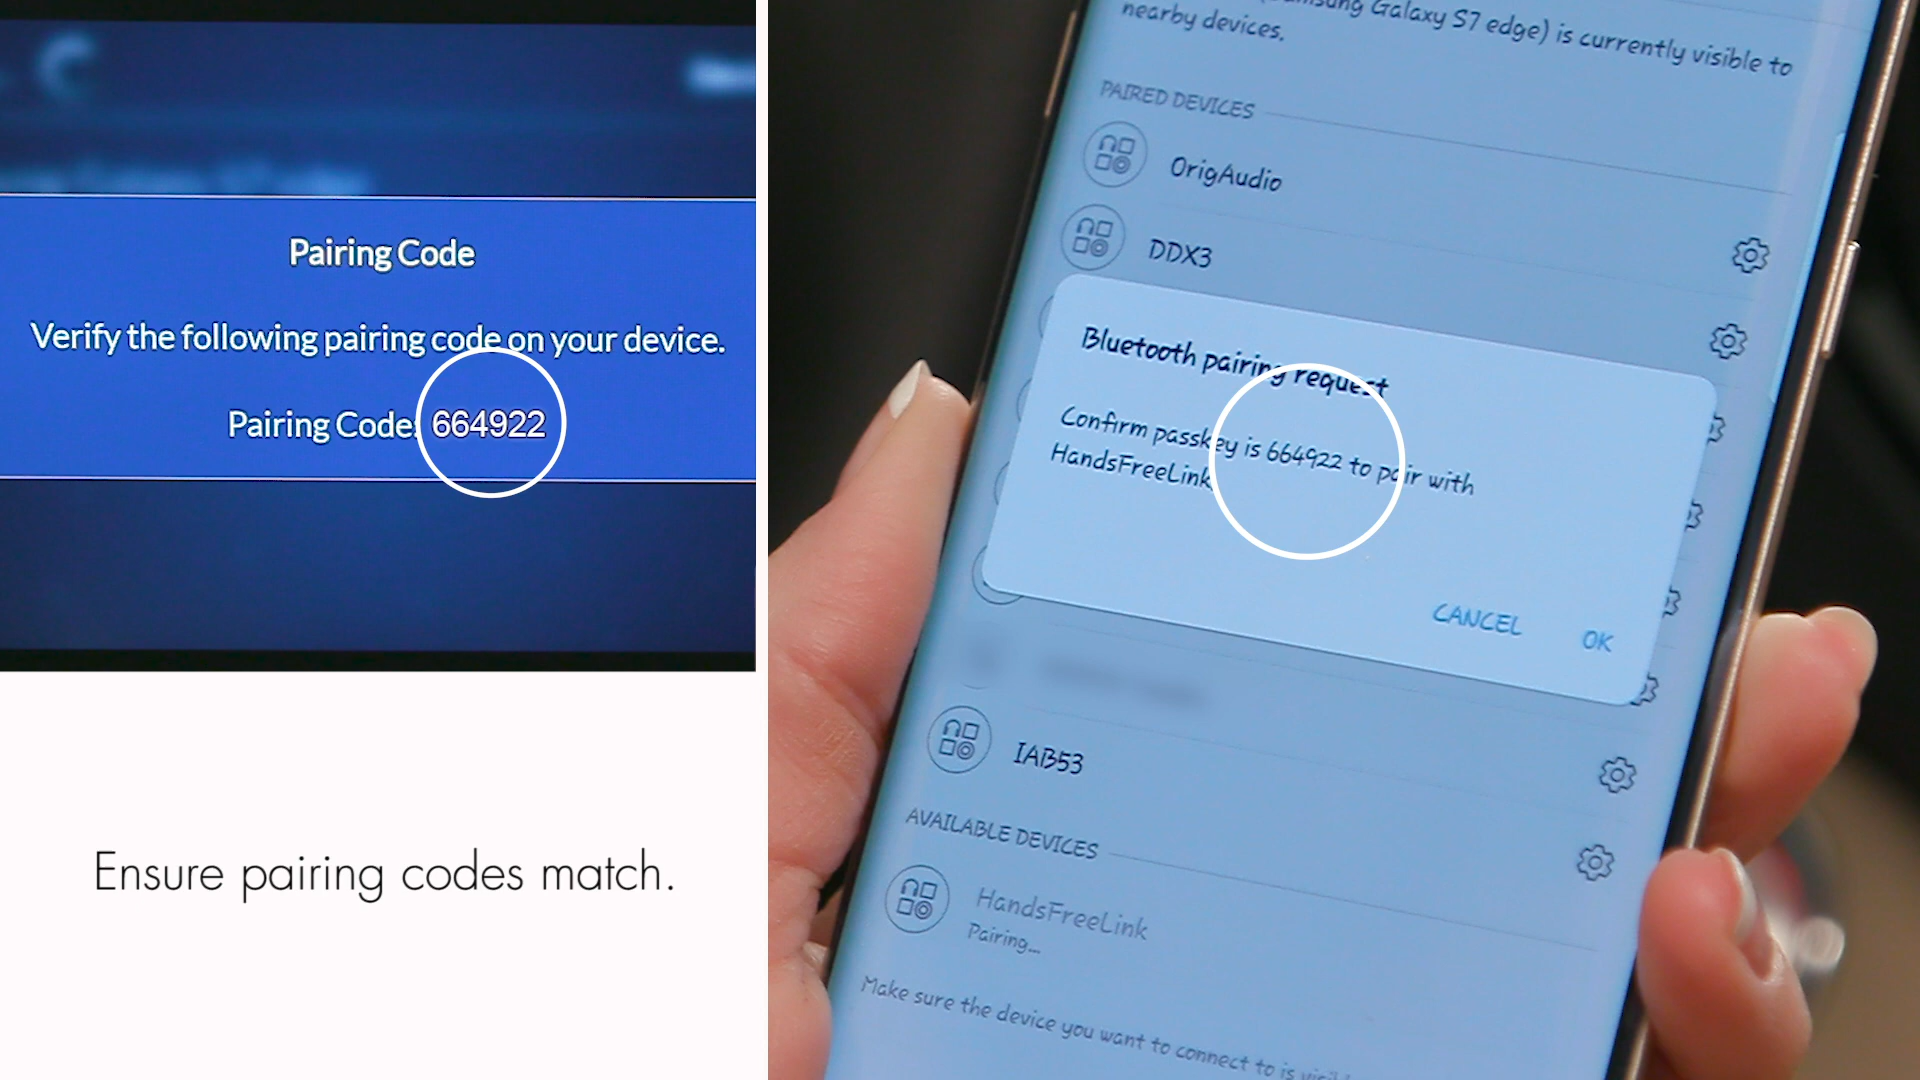 Pairing Code
Verify the following pairing code on your device.
Pairing Code: 664922
Ensure pairing codes match.
Galaxy S7 edge) is currently visible to
nearby devices.
PAIRED DEVICES
OrigAudio
DDX3
Bluetooth pairing request
Confirm passkey is 664922 to pair with
HandsFreeLink
CANCEL OK
IAB53
AVAILABLE DEVICES
HandsFreeLink
Pairing...
Make sure the device you want to connect to is